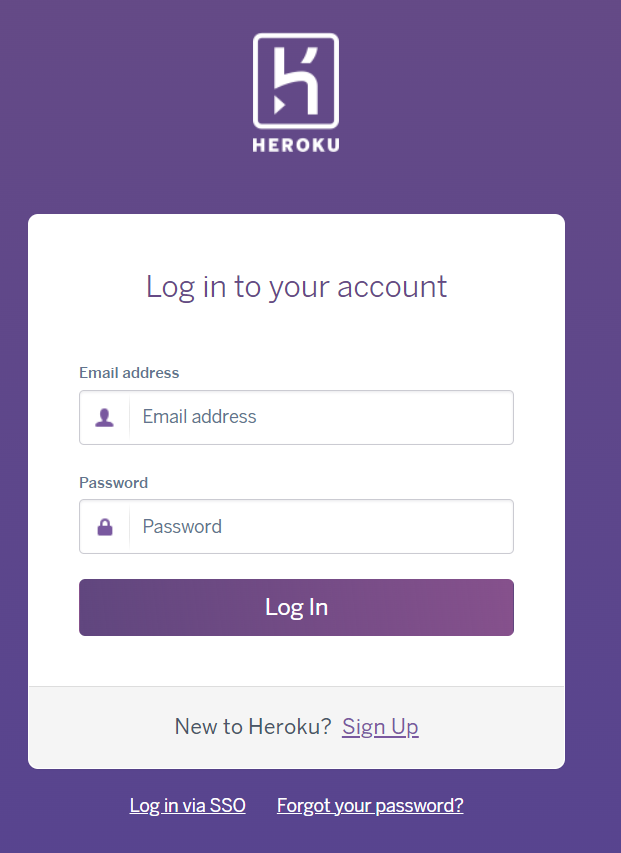 HEROKU
Log in to your account
Email address
Email address
Password
Password
Log In
New to Heroku? Sign Up
Log in via SSO Forgot your password?